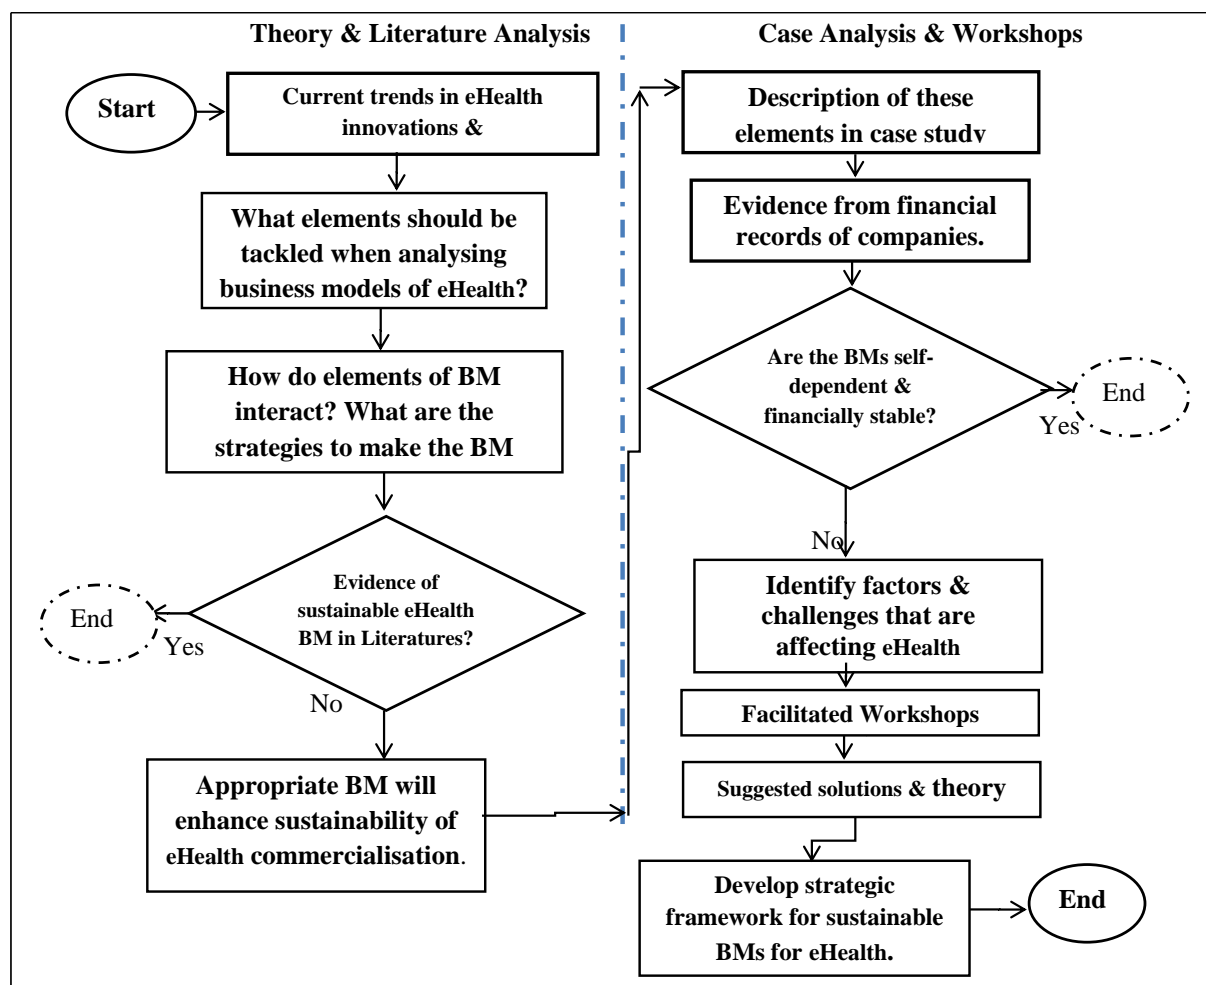 Theory & Literature Analysis
Start
Current trends in eHealth
innovations &
What elements should be
tackled when analysing
business models of eHealth?
How do elements of BM
interact? What are the
strategies to make the BM
Evidence of
sustainable eHealth
BM in Literatures?
End
Yes
No
Appropriate BM will
enhance sustainability of
eHealth commercialisation.
Case Analysis & Workshops
Description of these
elements in case study
Evidence from financial
records of companies.
Are the BMs self-
dependent &
financially stable?
End
Yes
No
Identify factors &
challenges that are
affecting eHealth
Facilitated Workshops
Suggested solutions & theory
Develop strategic
framework for sustainable
BMs for eHealth.
End